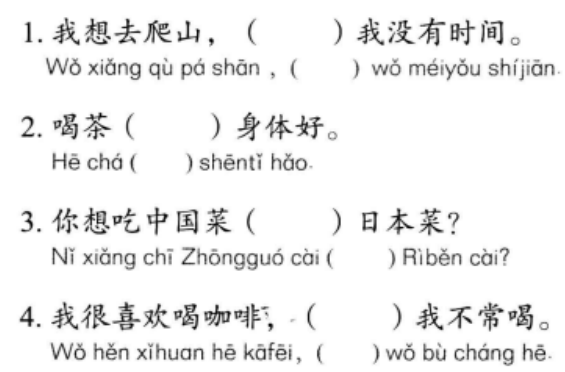 1. 我想去爬山，（ ）我没有时间。
Wǒ xiǎng qù pá shān , ( ) wǒ méiyǒu shíjiān.
2. 喝茶（ ）身体好。
Hē chá ( ) shēntǐ hǎo.
3. 你想吃中国菜（ ）日本菜？
Nǐ xiǎng chī Zhōngguó cài ( ) Rìběn cài?
4. 我很喜欢喝咖啡，（ ）我不常喝。
Wǒ hěn xǐhuan hē kāfēi, ( ) wǒ bù cháng hē.